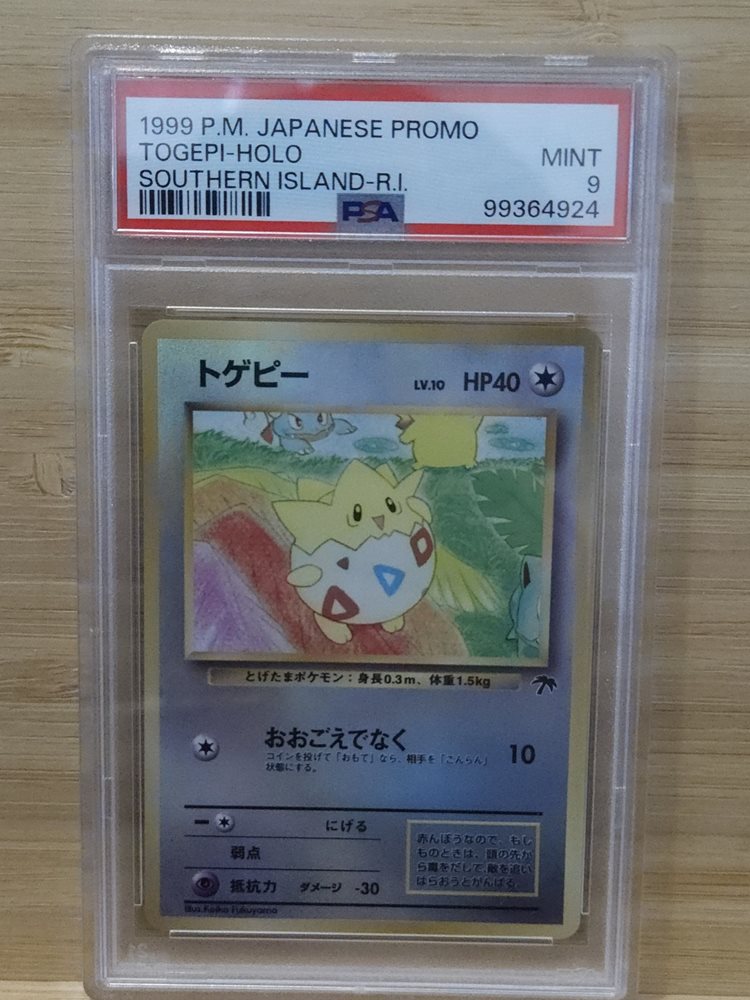 1999 P.M. JAPANESE PROMO
TOGEPI-HOLO
MINT
SOUTHERN ISLAND-R.I.
9
PSA
99364924
トゲピー
LV.10 HP40
とげたまポケモン:身長0.3m、体重1.5kg
おおごえでなく
10
コインを投げて「おもて」なら、相手を「こんらん」
状態にする。
にげる
弱点
抵抗力 ダメージ -30
赤んぼうなので、もし
ものときは、頭の先か
ら毒をだして敵を追い
はらおうとがんばる。
Illus.Keiko Fukuyama